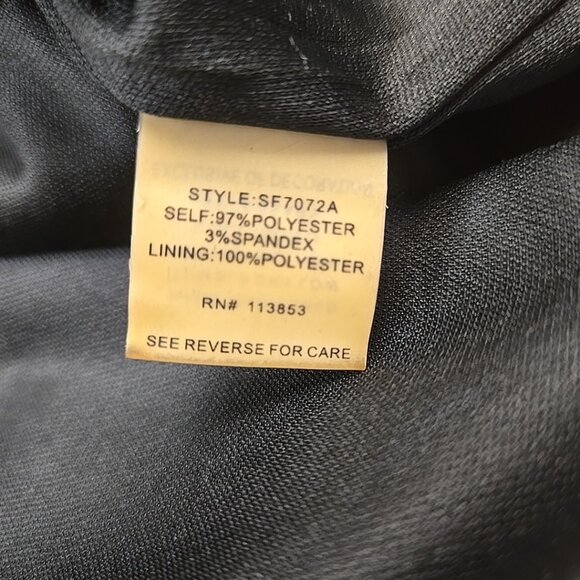 STYLE:SF7072A
SELF:97%POLYESTER
3%SPANDEX
LINING:100%POLYESTER
RN# 113853
SEE REVERSE FOR CARE